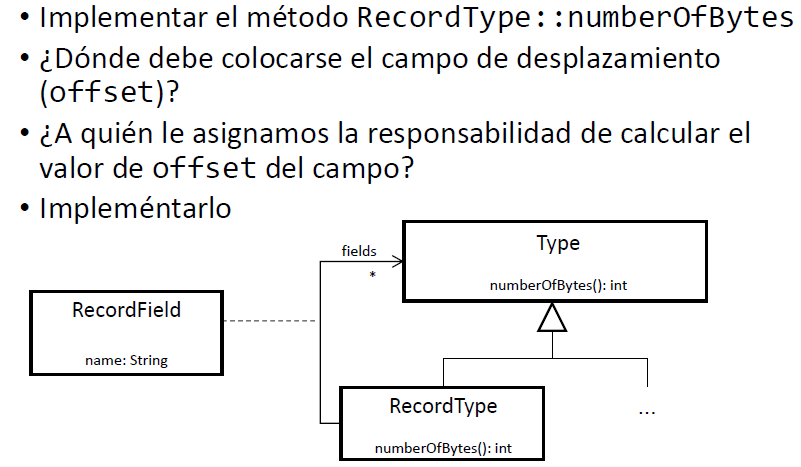 • Implementar el método RecordType::numberOfBytes
• ¿Dónde debe colocarse el campo de desplazamiento
(offset)?
• ¿A quién le asignamos la responsabilidad de calcular el
valor de offset del campo?
• Impleméntarlo
fields
*
Type
numberOfBytes(): int
RecordField
name: String
RecordType
numberOfBytes(): int
...